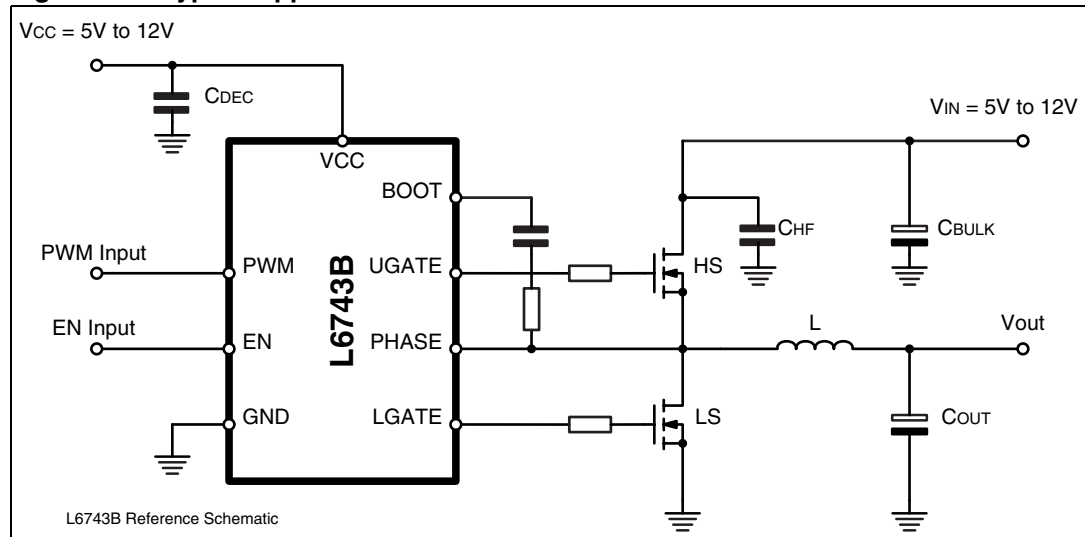 VCC = 5V to 12V
CDEC
VIN = 5V to 12V
VCC
BOOT
CHF
CBULK
PWM Input
PWM
L6743B
UGATE
HS
EN Input
EN
PHASE
L
Vout
GND
LGATE
LS
COUT
L6743B Reference Schematic